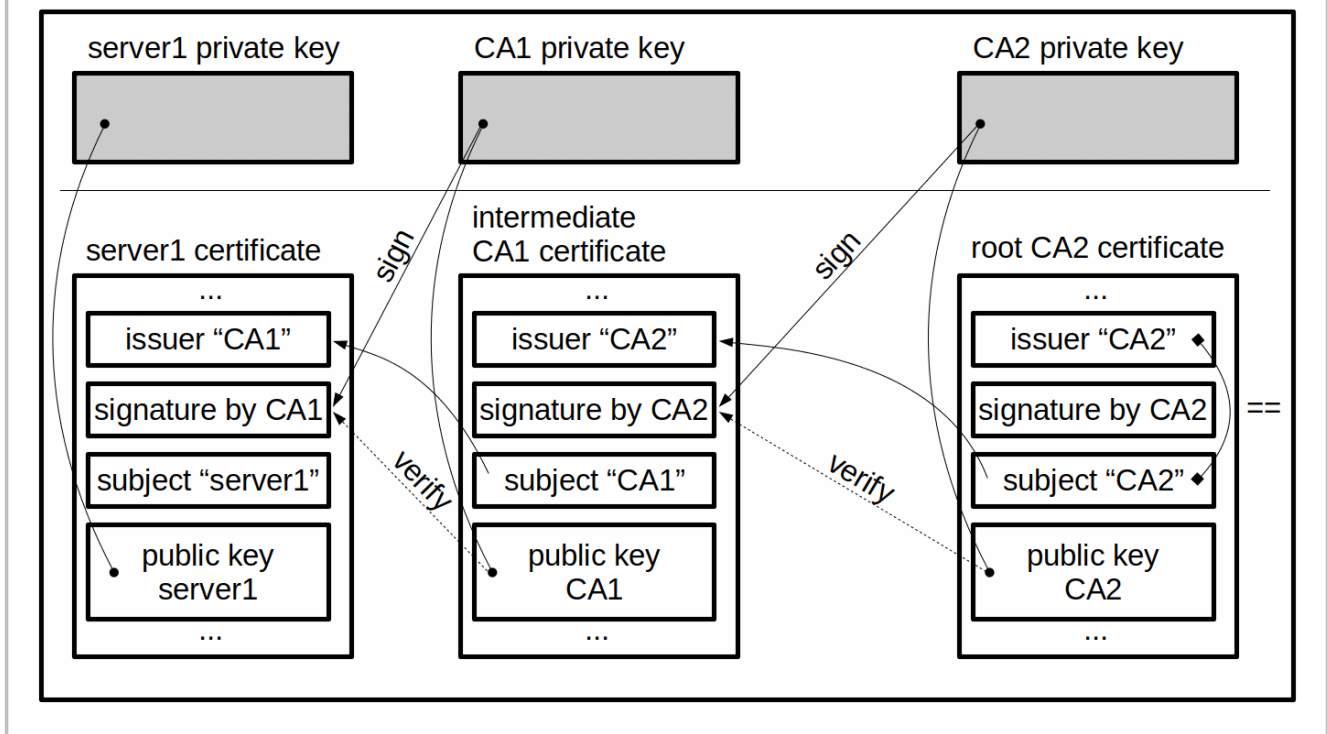 server1 private key
CA1 private key
CA2 private key
sign
sign
server1 certificate
...
issuer “CA1”
signature by CA1
subject “server1”
public key
server1
...
verify
intermediate
CA1 certificate
...
issuer “CA2”
signature by CA2
subject “CA1”
public key
CA1
...
verify
root CA2 certificate
...
issuer “CA2”
signature by CA2
subject “CA2”
public key
CA2
...
==